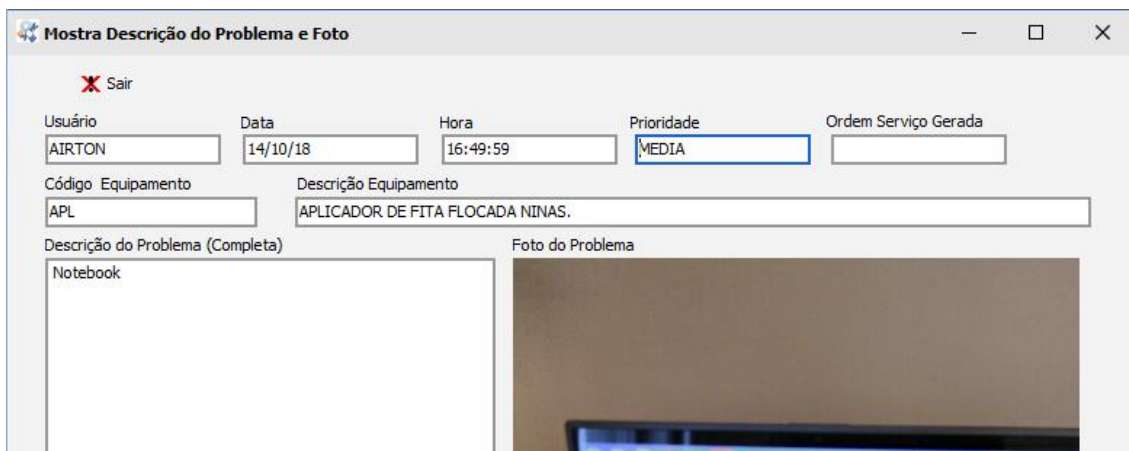 Mostra Descrição do Problema e Foto
Sair
Usuário Data Hora Prioridade Ordem Serviço Gerada
AIRTON 14/10/18 16:49:59 MEDIA
Código Equipamento Descrição Equipamento
APL APLICADOR DE FITA FLOCADA NINAS.
Descrição do Problema (Completa) Foto do Problema
Notebook